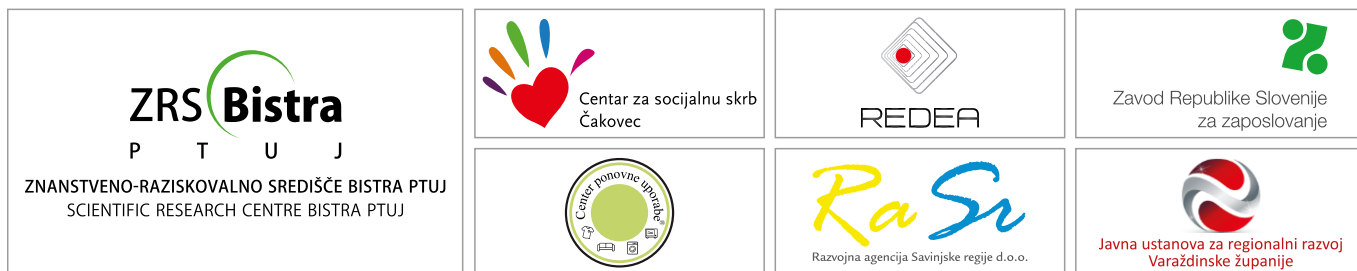 ZRS Bistra
PTUJ
ZNANSTVENO-RAZISKOVALNO SREDIŠČE BISTRA PTUJ
SCIENTIFIC RESEARCH CENTRE BISTRA PTUJ
Centar za socijalnu skrb
Čakovec
REDEA
Zavod Republike Slovenije
za zaposlovanje
Center ponovne uporabe®
RaSr
Razvojna agencija Savinjske regije d.o.o.
Javna ustanova za regionalni razvoj
Varaždinske županije